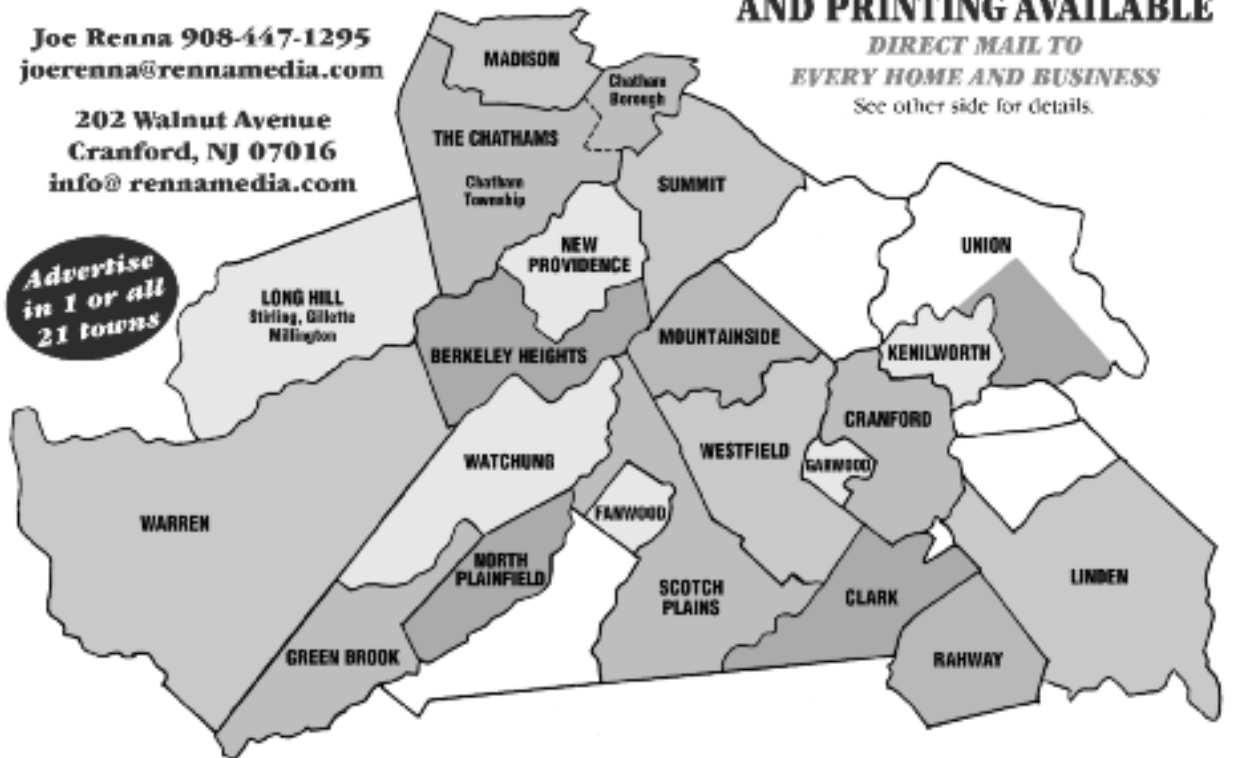 Joe Renna 908-447-1295
joerenna@rennamedia.com
202 Walnut Avenue
Cranford, NJ 07016
info@ rennamedia.com
AND PRINTING AVAILABLE
DIRECT MAIL TO
EVERY HOME AND BUSINESS
See other side for details.
Advertise
in 1 or all
21 towns
MADISON
Chatham
Borough
THE CHATHAMS
Chatham
Township
SUMMIT
NEW
PROVIDENCE
UNION
LONG HILL
Stirling, Gillette
Millington
BERKELEY HEIGHTS
MOUNTAINSIDE
KENILWORTH
CRANFORD
WESTFIELD
GARWOOD
WATCHUNG
FANWOOD
WARREN
NORTH
PLAINFIELD
SCOTCH
PLAINS
CLARK
LINDEN
GREEN BROOK
RAHWAY